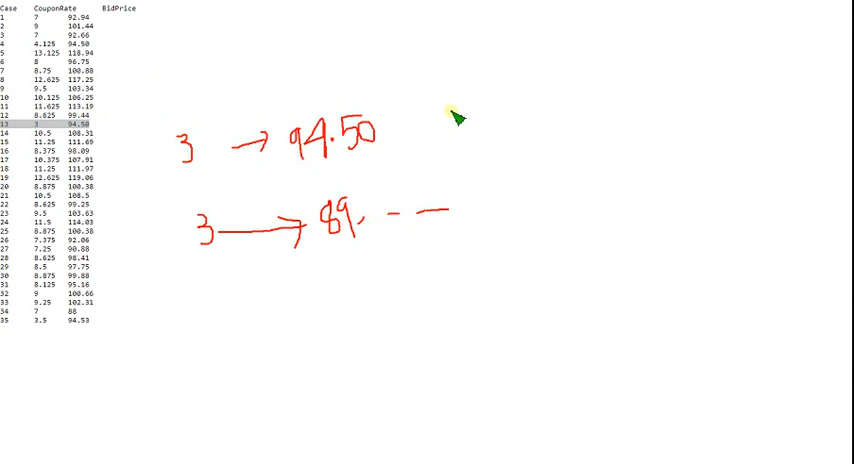 Case CouponRate BidPrice
1 7 92.94
2 9 101.44
3 7 92.66
4 4.125 94.50
5 13.125 118.94
6 8 96.75
7 8.75 100.88
8 12.625 117.25
9 9.5 103.34
10 10.125 106.25
11 11.625 113.19
12 8.625 99.44
13 3 94.50
14 10.5 108.31
15 11.25 111.69
16 8.375 98.09
17 10.375 107.91
18 11.25 111.97
19 12.625 119.06
20 8.875 100.38
21 10.5 108.5
22 8.625 99.25
23 9.5 103.63
24 11.5 114.03
25 8.875 100.38
26 7.375 92.06
27 7.25 90.88
28 8.625 98.41
29 8.5 97.75
30 8.875 99.88
31 8.125 95.16
32 9 100.66
33 9.25 102.31
34 7 88
35 3.5 94.53
3 → 94.50
3 → 89. - -